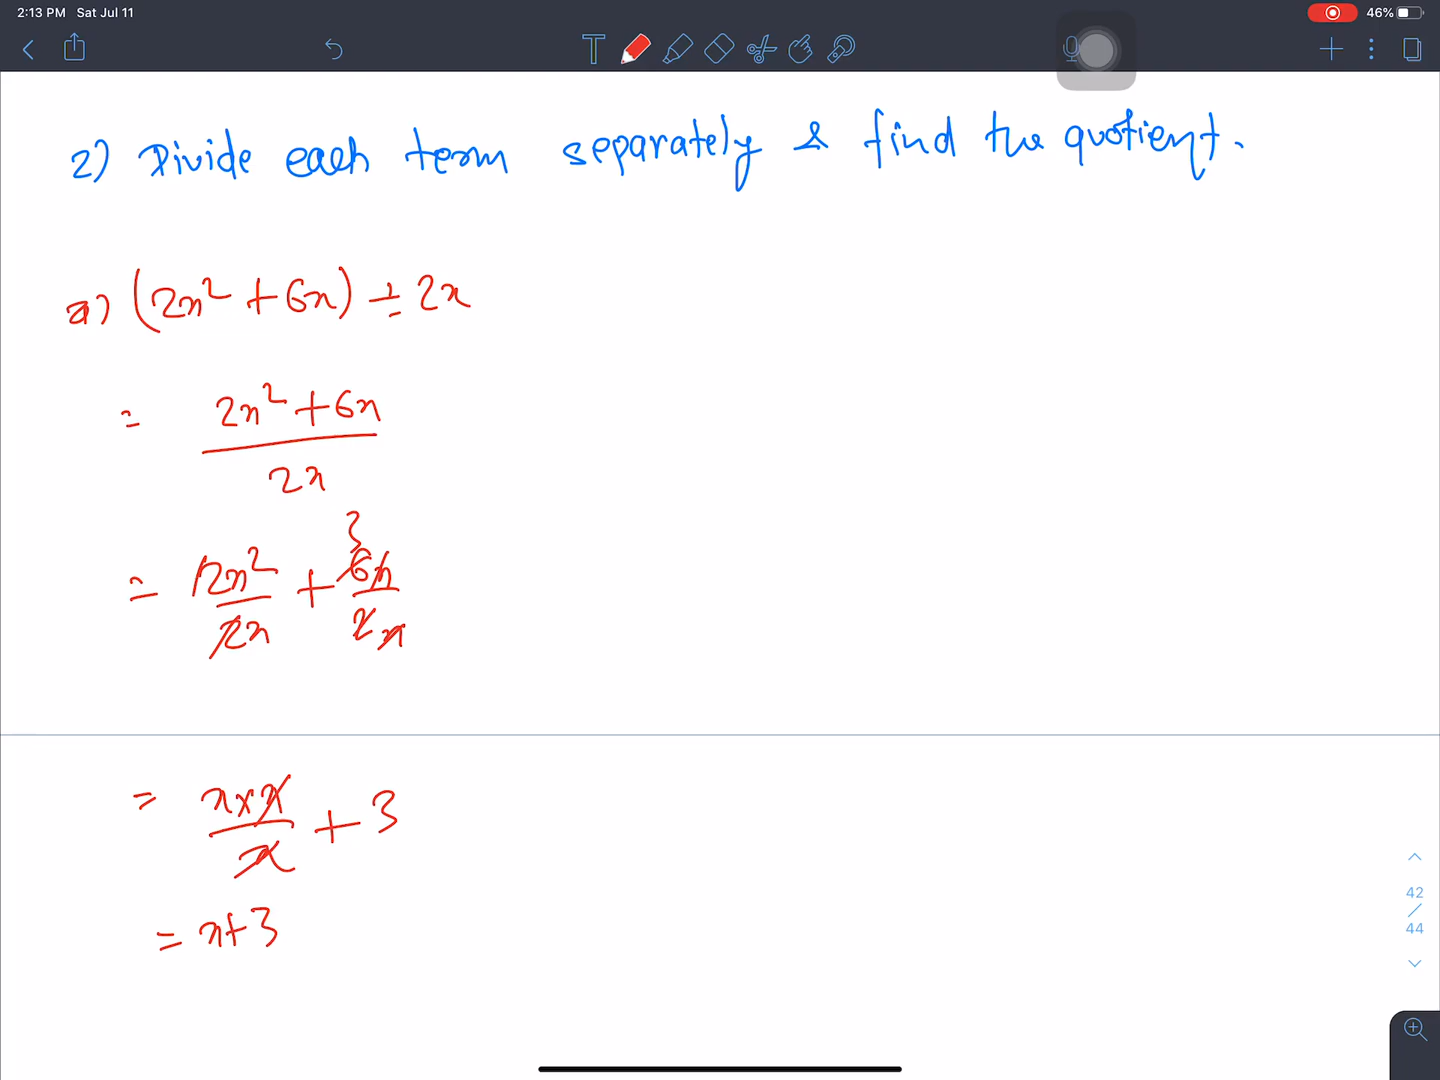 2:13 PM Sat Jul 11
46%
2) Divide each term separately & find the quotient.
a) (2x² + 6x) ÷ 2x
= (2x² + 6x)/2x
= 2x²/2x + 6x/2x
3
= x×x/x + 3
= x+3
42
/
44